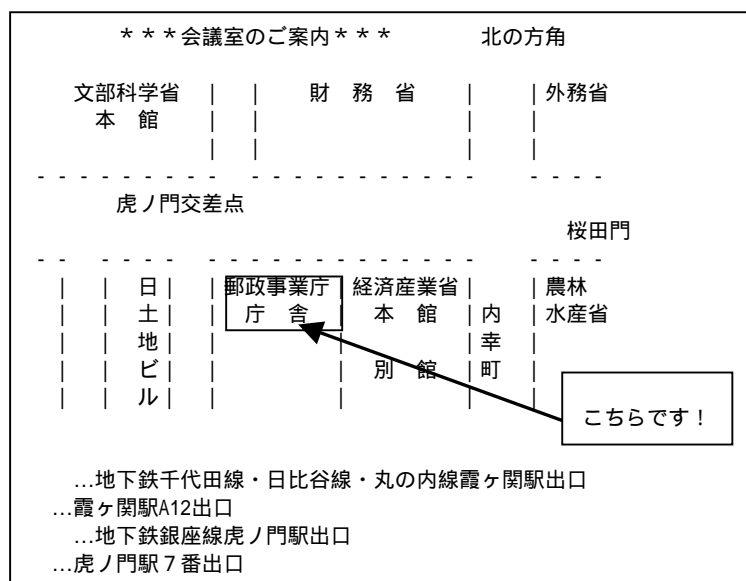 ＊＊＊会議室のご案内＊＊＊ 北の方角
文部科学省 財務省 外務省
本館
虎ノ門交差点
桜田門
日土地ビル 郵政事業庁 経済産業省 農林
庁舎 本館 内幸町 水産省
別館
こちらです！
…地下鉄千代田線・日比谷線・丸の内線霞ヶ関駅出口
…霞ヶ関駅A12出口
…地下鉄銀座線虎ノ門駅出口
…虎ノ門駅７番出口